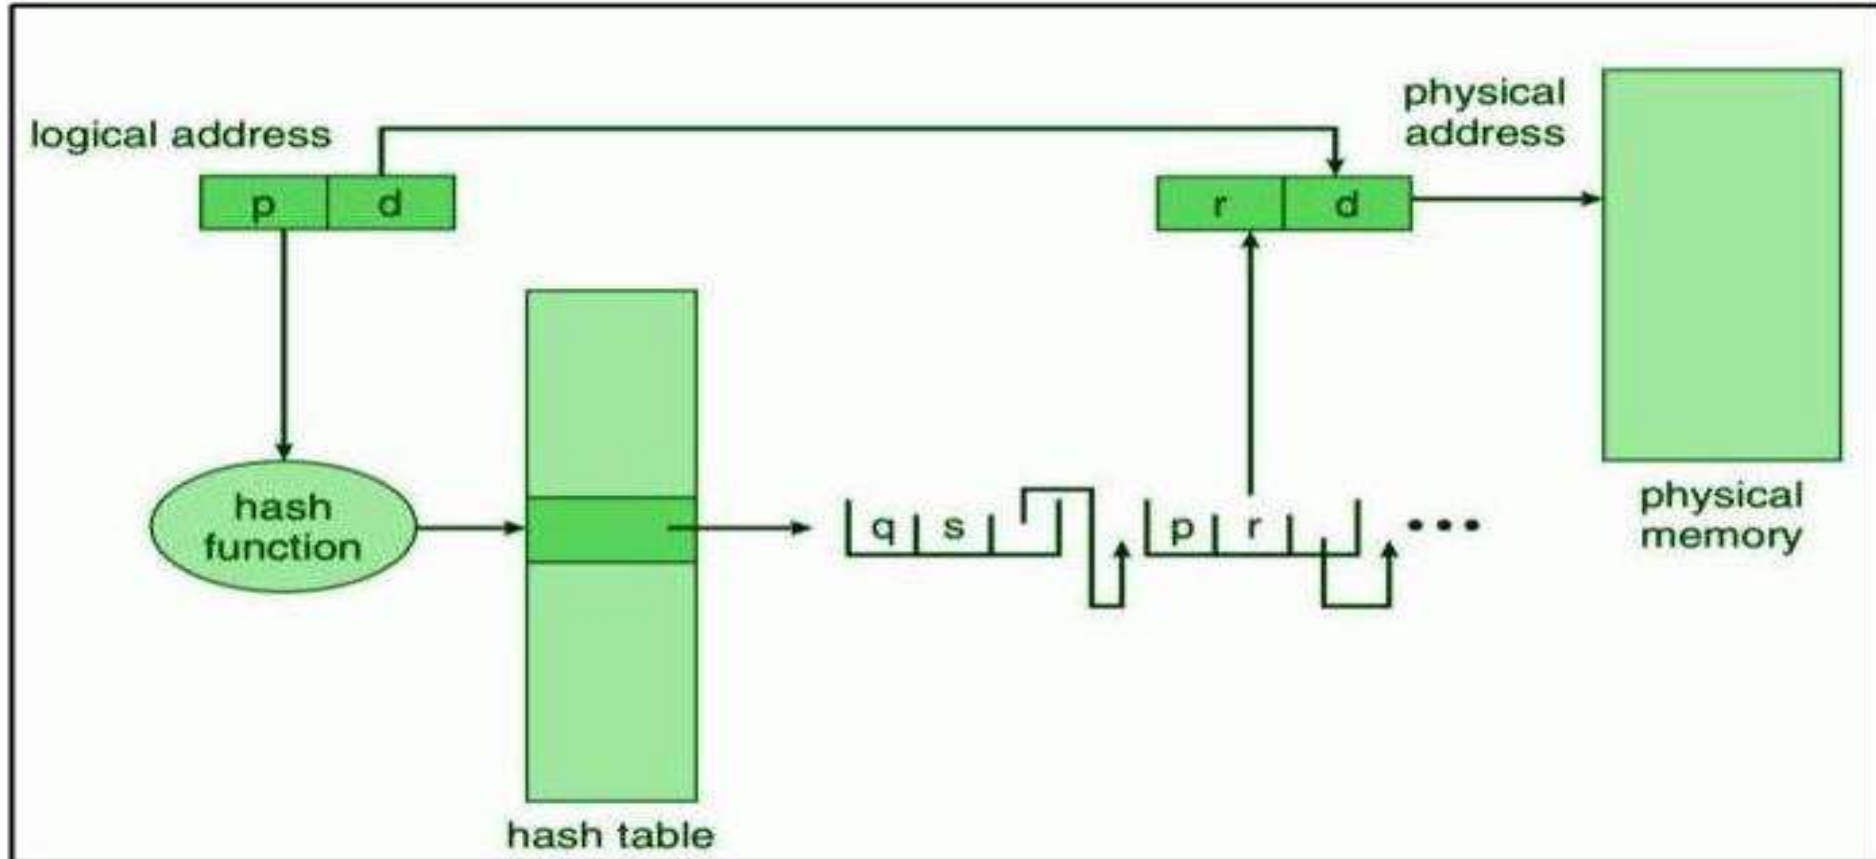 logical address
physical
address
p d
r d
hash
function
q s
p r
•••
physical
memory
hash table